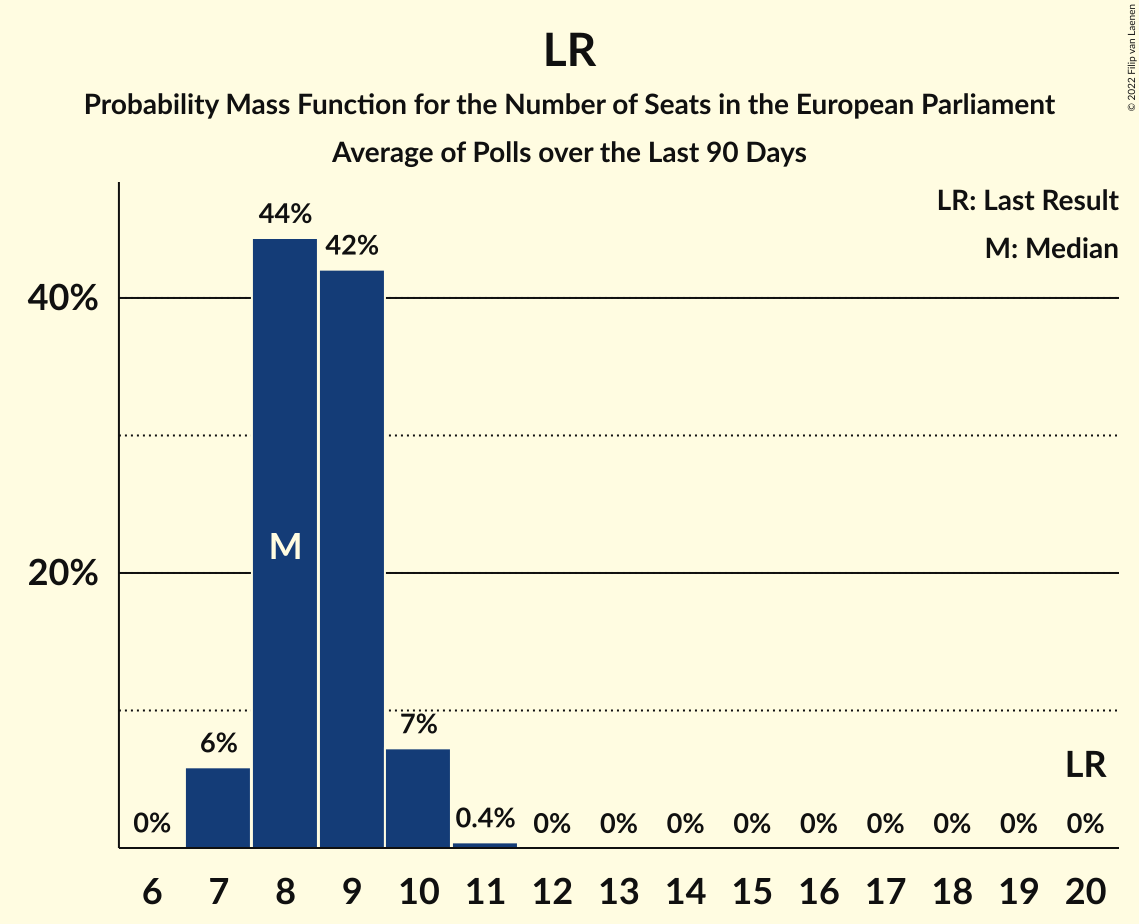 LR
Probability Mass Function for the Number of Seats in the European Parliament
Average of Polls over the Last 90 Days
© 2022 Filip van Laenen
LR: Last Result
M: Median
44%
42%
40%
M
20%
7%
6%
LR
0%
0.4%
0%
0%
0%
0%
0%
0%
0%
0%
0%
6 7 8 9 10 11 12 13 14 15 16 17 18 19 20